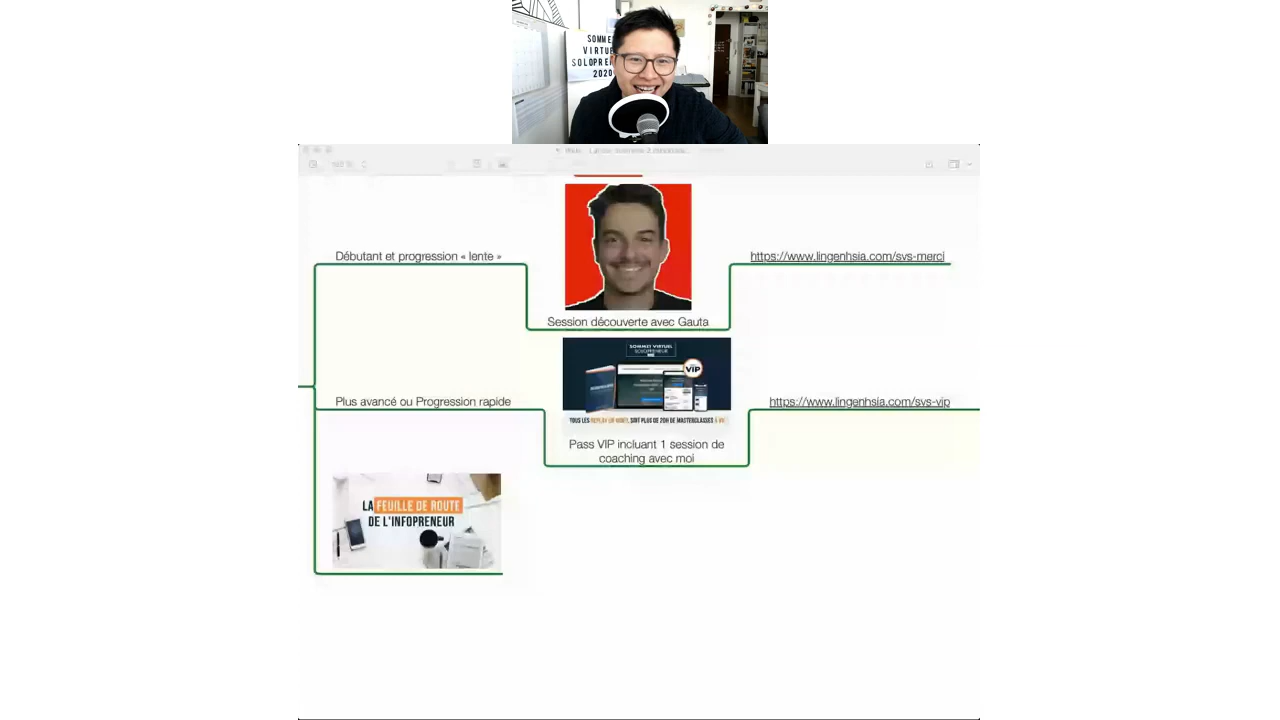 SOMMET
VIRTUEL
SOLOPRE
2020
Débutant et progression « lente »
https://www.lingenhsia.com/svs-merci
Session découverte avec Gauta
SOMMET VIRTUEL
SOLOPRENEUR
VIP
Plus avancé ou Progression rapide
https://www.lingenhsia.com/svs-vip
Pass VIP incluant 1 session de
coaching avec moi
LA FEUILLE DE ROUTE
DE L'INFOPRENEUR